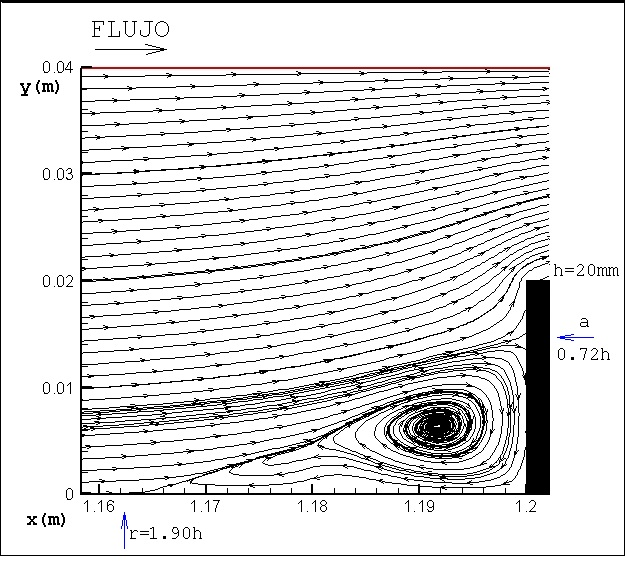 FLUJO
0.04
y(m)
0.03
0.02
h=20mm
a
0.72h
0.01
0
1.16 1.17 1.18 1.19 1.2
x(m)
r=1.90h